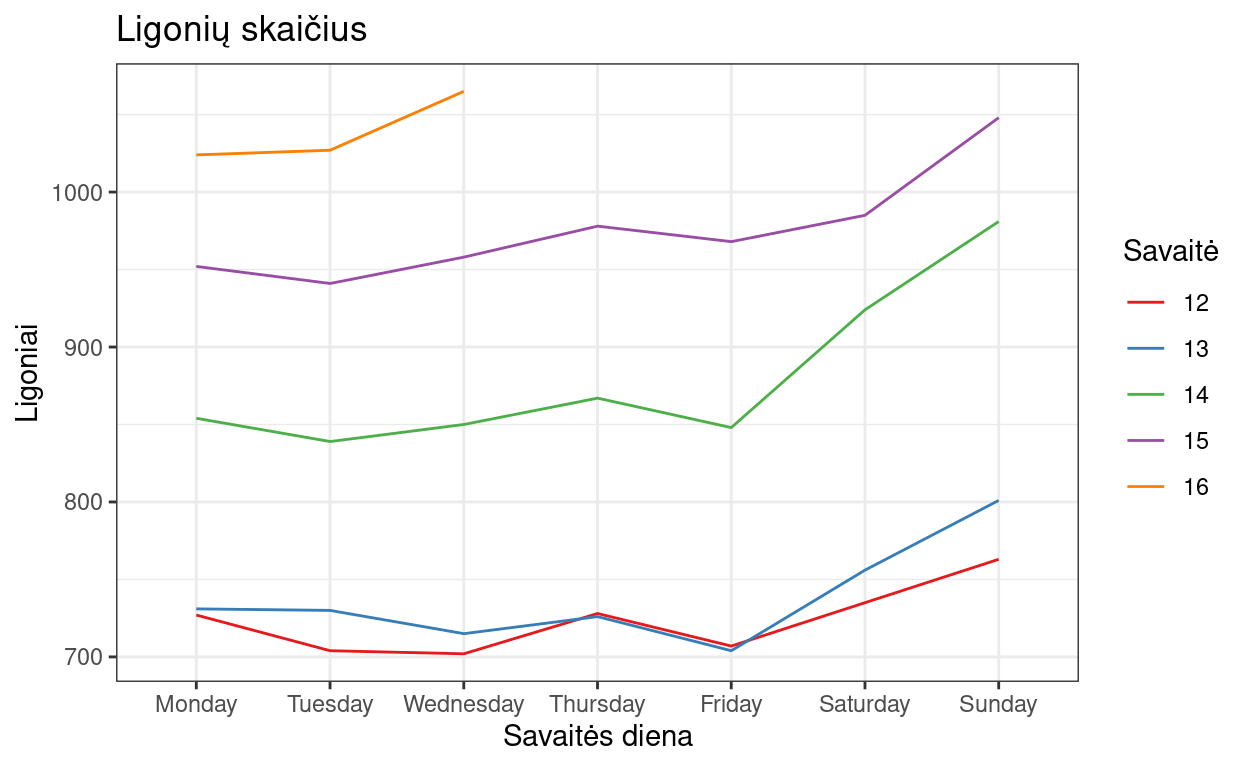 Ligonių skaičius
Ligoniai
1000
900
800
700
Monday Tuesday Wednesday Thursday Friday Saturday Sunday
Savaitės diena
Savaitė
12
13
14
15
16